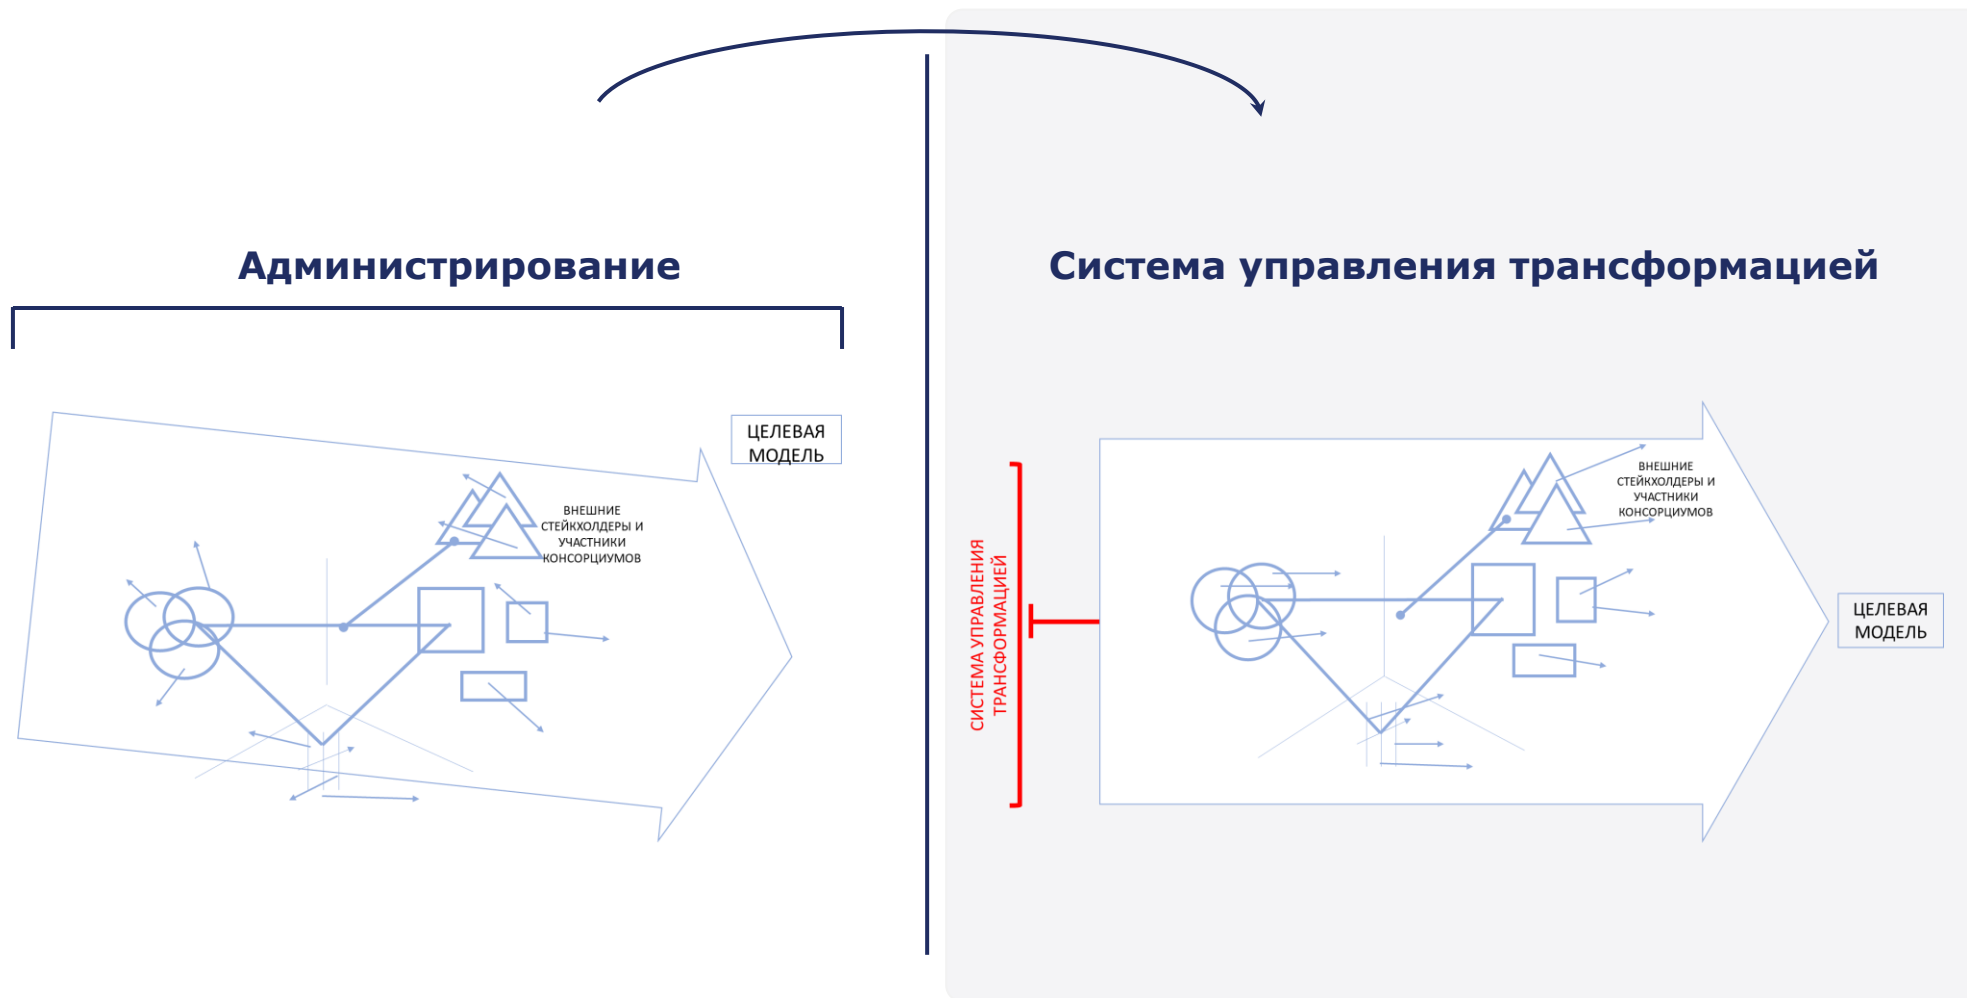 Администрирование
ЦЕЛЕВАЯ
МОДЕЛЬ
ВНЕШНИЕ
СТЕЙКХОЛДЕРЫ И
УЧАСТНИКИ
КОНСОРЦИУМОВ
Система управления трансформацией
СИСТЕМА УПРАВЛЕНИЯ
ТРАНСФОРМАЦИЕЙ
ВНЕШНИЕ
СТЕЙКХОЛДЕРЫ И
УЧАСТНИКИ
КОНСОРЦИУМОВ
ЦЕЛЕВАЯ
МОДЕЛЬ